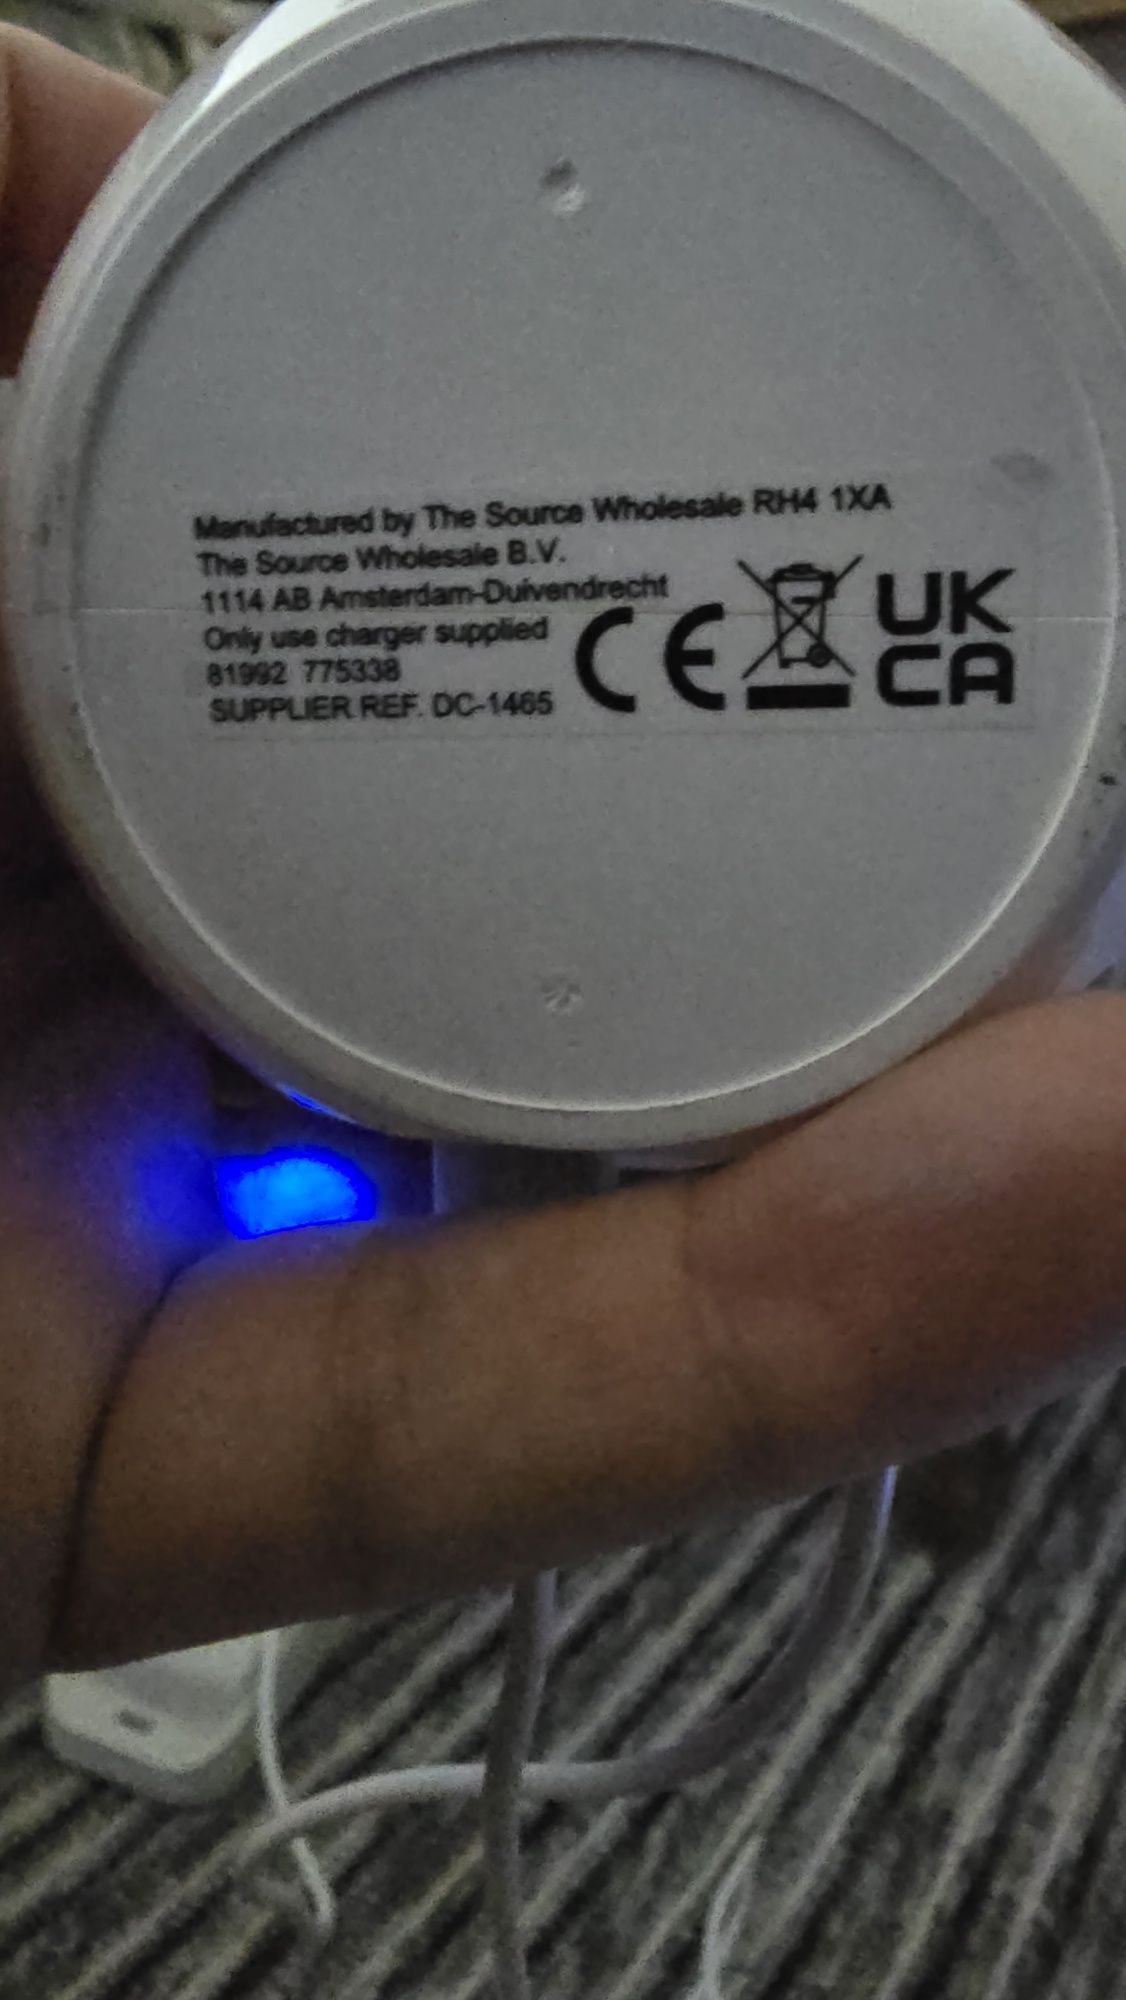 Manufactured by The Source Wholesale RH4 1XA
The Source Wholesale B.V.
1114 AB Amsterdam-Duivendrecht
Only use charger supplied
81992 775338
SUPPLIER REF. DC-1465
CE
UK
CA